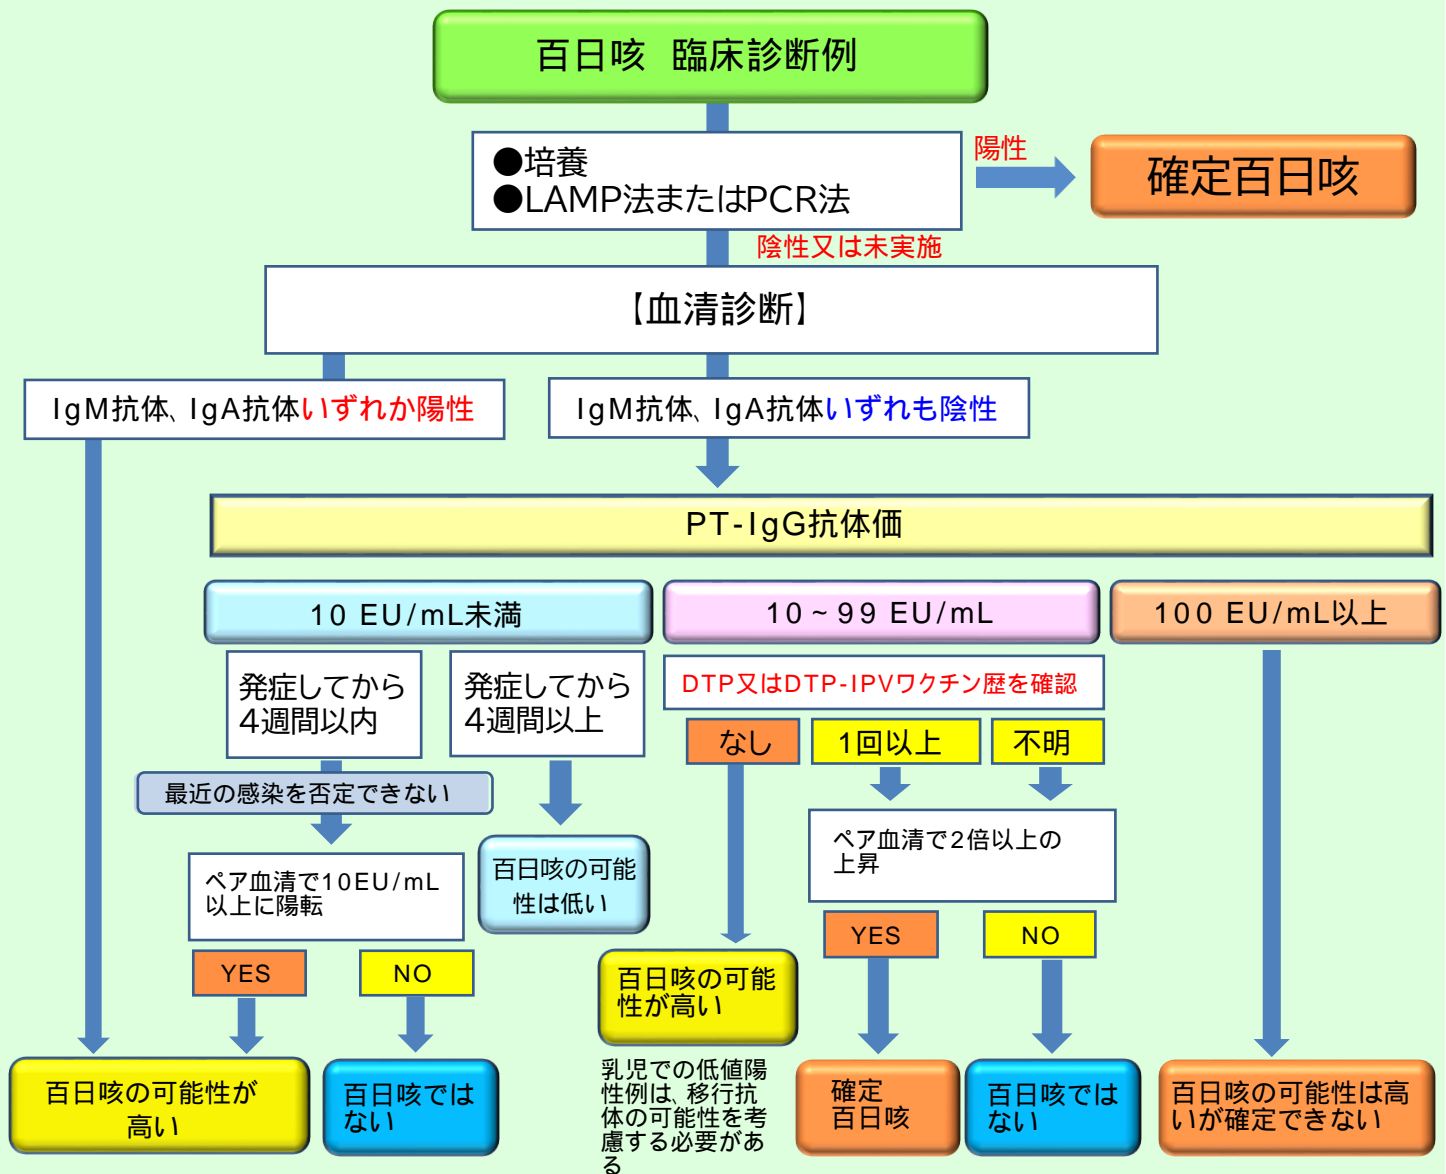 百日咳 臨床診断例
●培養
●LAMP法またはPCR法
陽性
確定百日咳
陰性又は未実施
【血清診断】
IgM抗体、IgA抗体いずれか陽性
IgM抗体、IgA抗体いずれも陰性
PT-IgG抗体価
10 EU/mL未満
10~99 EU/mL
100 EU/mL以上
発症してから
4週間以内
発症してから
4週間以上
DTP又はDTP-IPVワクチン歴を確認
なし
1回以上
不明
最近の感染を否定できない
ペア血清で2倍以上の
上昇
ペア血清で10EU/mL
以上に陽転
百日咳の可能
性は低い
YES
NO
YES
NO
百日咳の可能
性が高い
乳児での低値陽
性例は、移行抗
体の可能性を考
慮する必要があ
る
百日咳の可能性が
高い
百日咳では
ない
確定
百日咳
百日咳では
ない
百日咳の可能性は高
いが確定できない